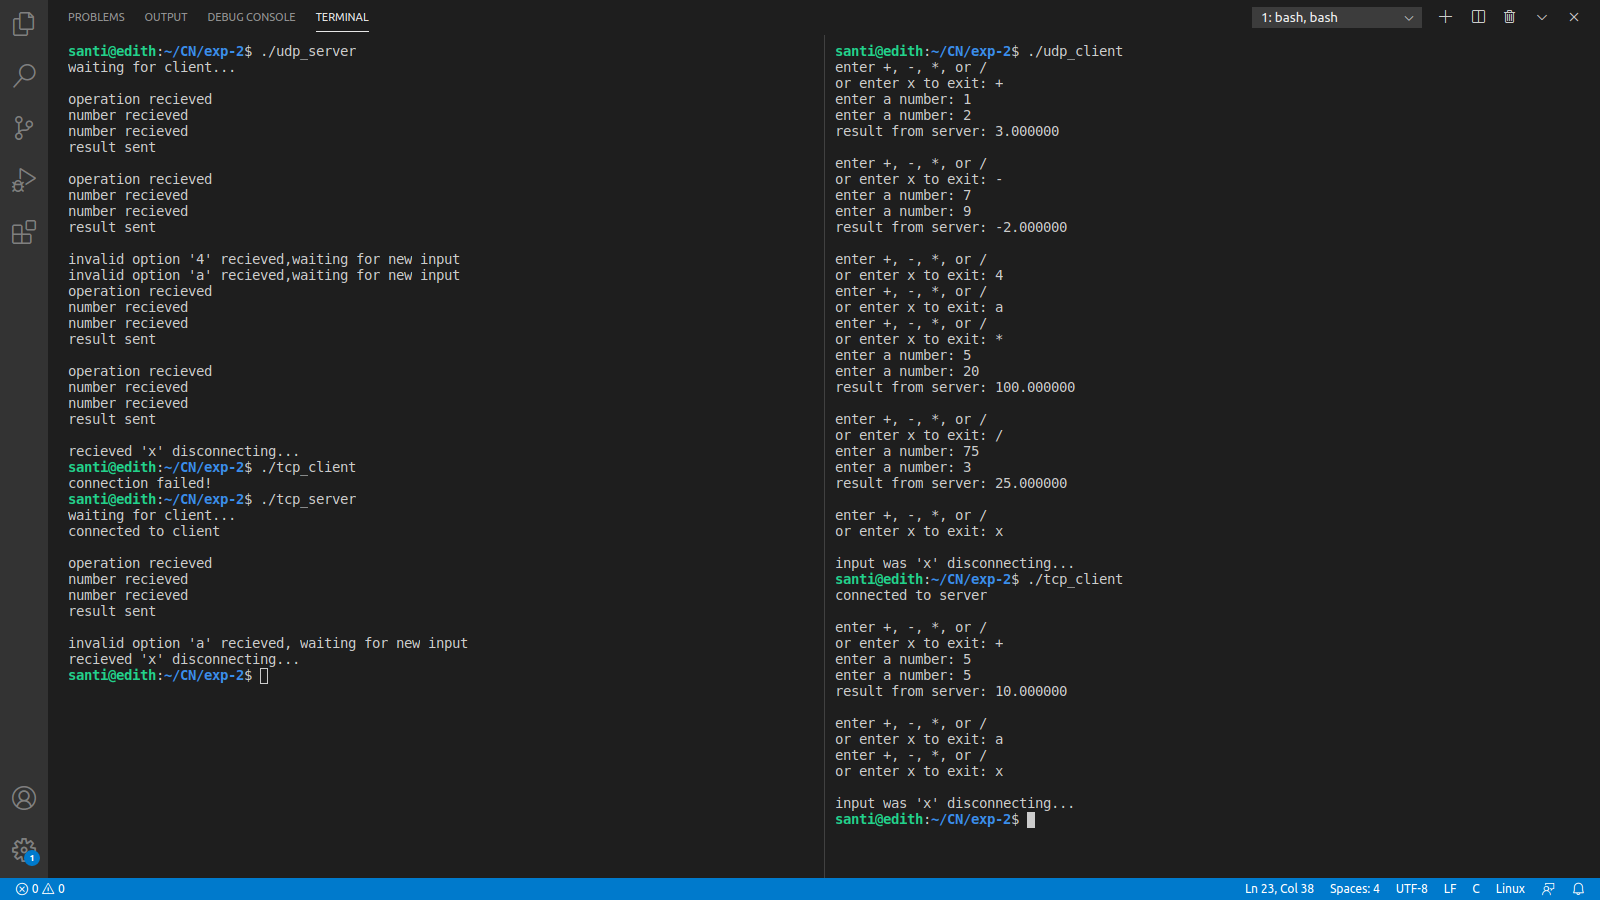 PROBLEMS OUTPUT DEBUG CONSOLE TERMINAL
1: bash, bash
santi@edith:~/CN/exp-2$ ./udp_server
waiting for client...
operation recieved
number recieved
number recieved
result sent
operation recieved
number recieved
number recieved
result sent
invalid option '4' recieved,waiting for new input
invalid option 'a' recieved,waiting for new input
operation recieved
number recieved
number recieved
result sent
operation recieved
number recieved
number recieved
result sent
recieved 'x' disconnecting...
santi@edith:~/CN/exp-2$ ./tcp_client
connection failed!
santi@edith:~/CN/exp-2$ ./tcp_server
waiting for client...
connected to client
operation recieved
number recieved
number recieved
result sent
invalid option 'a' recieved, waiting for new input
recieved 'x' disconnecting...
santi@edith:~/CN/exp-2$
santi@edith:~/CN/exp-2$ ./udp_client
enter +, -, *, or /
or enter x to exit: +
enter a number: 1
enter a number: 2
result from server: 3.000000
enter +, -, *, or /
or enter x to exit: -
enter a number: 7
enter a number: 9
result from server: -2.000000
enter +, -, *, or /
or enter x to exit: 4
enter +, -, *, or /
or enter x to exit: a
enter +, -, *, or /
or enter x to exit: *
enter a number: 5
enter a number: 20
result from server: 100.000000
enter +, -, *, or /
or enter x to exit: /
enter a number: 75
enter a number: 3
result from server: 25.000000
enter +, -, *, or /
or enter x to exit: x
input was 'x' disconnecting...
santi@edith:~/CN/exp-2$ ./tcp_client
connected to server
enter +, -, *, or /
or enter x to exit: +
enter a number: 5
enter a number: 5
result from server: 10.000000
enter +, -, *, or /
or enter x to exit: a
enter +, -, *, or /
or enter x to exit: x
input was 'x' disconnecting...
santi@edith:~/CN/exp-2$
1
0 0
Ln 23, Col 38 Spaces: 4 UTF-8 LF C Linux